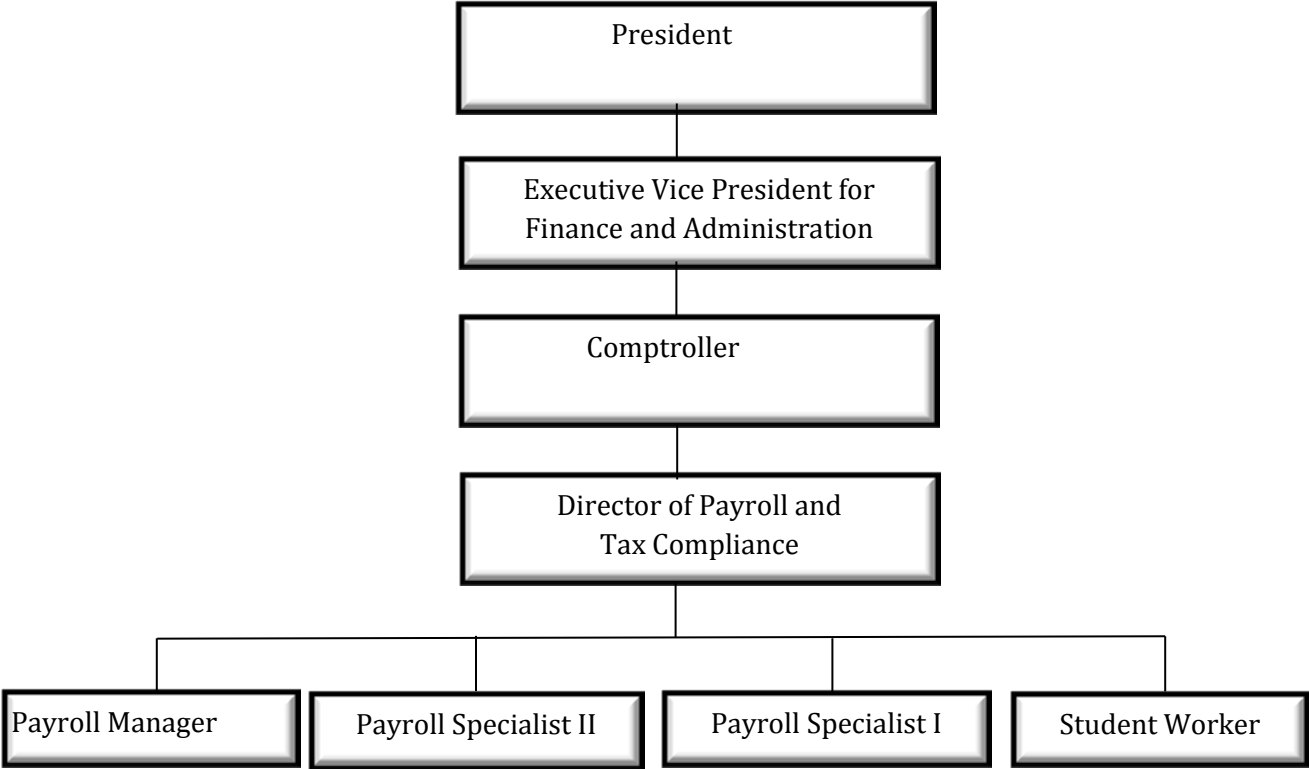 President
Executive Vice President for
Finance and Administration
Comptroller
Director of Payroll and
Tax Compliance
Payroll Manager
Payroll Specialist II
Payroll Specialist I
Student Worker